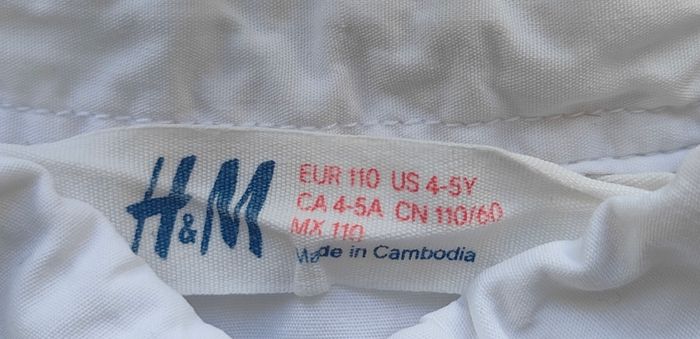 H&M
EUR 110 US 4-5Y
CA 4-5A CN 110/60
MX 110
Made in Cambodia